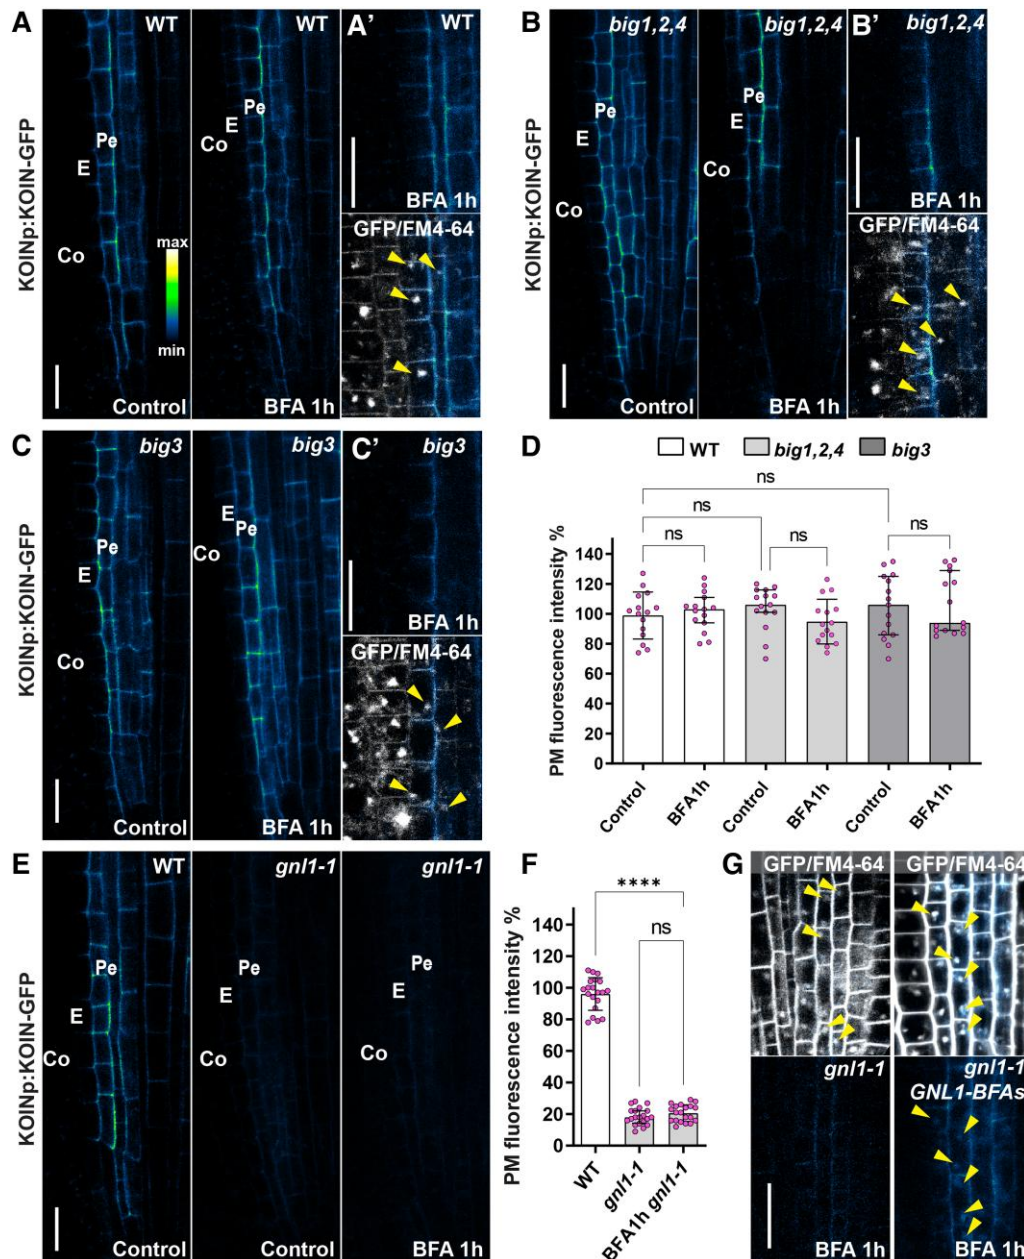 A
WT
WT
A'
WT
KOINp:KOIN-GFP
Pe
E
Co
max
min
Control
Pe
E
Co
BFA 1h
BFA 1h
GFP/FM4-64
B
big1,2,4
big1,2,4
B'
big1,2,4
KOINp:KOIN-GFP
Pe
E
Co
Control
Pe
E
Co
BFA 1h
BFA 1h
GFP/FM4-64
C
big3
big3
C'
big3
KOINp:KOIN-GFP
Pe
E
Co
Control
E
Pe
Co
BFA 1h
BFA 1h
GFP/FM4-64
D
WT
big1,2,4
big3
ns
ns
ns
ns
ns
PM fluorescence intensity %
140
120
100
80
60
40
20
0
Control
BFA1h
Control
BFA1h
Control
BFA1h
E
WT
gnl1-1
gnl1-1
KOINp:KOIN-GFP
Pe
E
Co
Control
Pe
E
Co
Control
Pe
E
Co
BFA 1h
F
****
ns
PM fluorescence intensity %
140
120
100
80
60
40
20
0
WT
gnl1-1
BFA1h gnl1-1
G
GFP/FM4-64
GFP/FM4-64
gnl1-1
gnl1-1
GNL1-BFAs
BFA 1h
BFA 1h